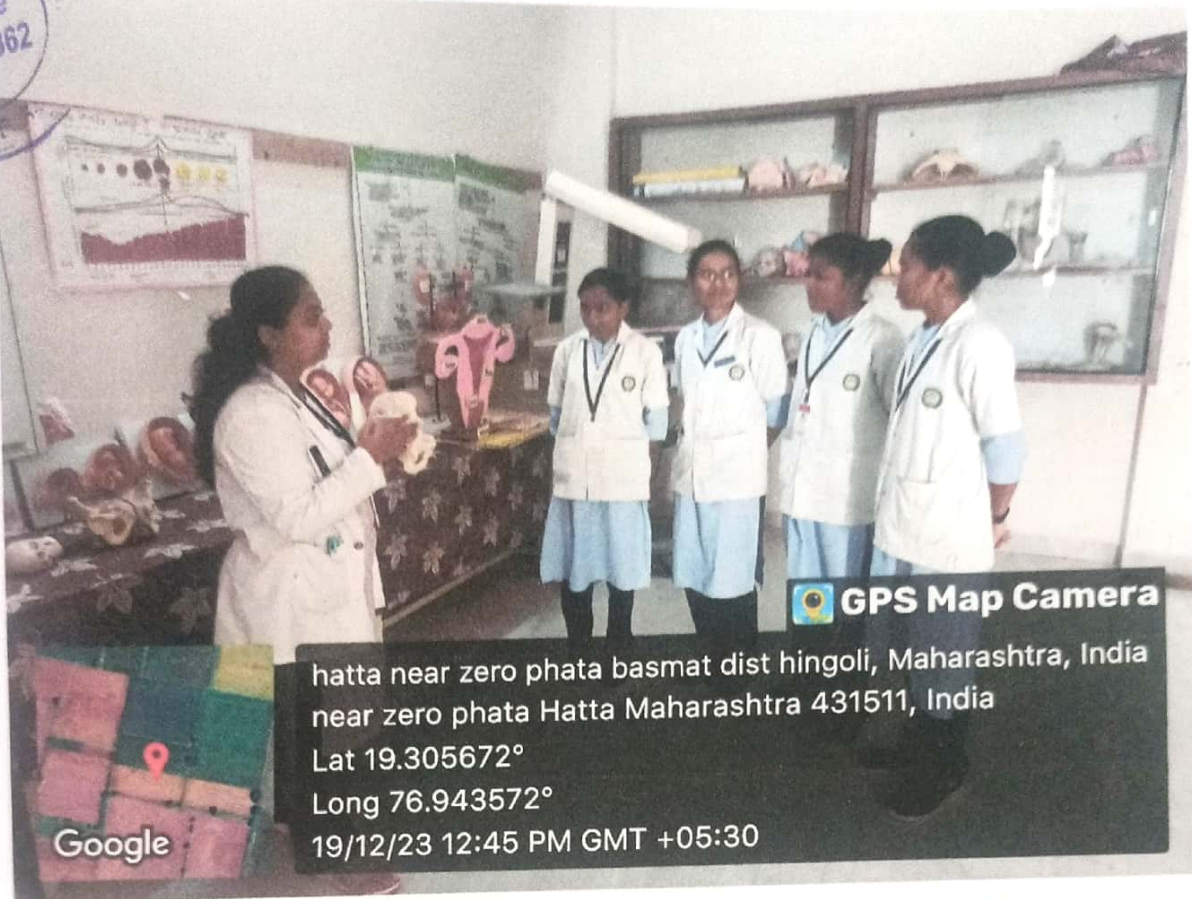 362
GPS Map Camera
hatta near zero phata basmat dist hingoli, Maharashtra, India
near zero phata Hatta Maharashtra 431511, India
Lat 19.305672°
Long 76.943572°
19/12/23 12:45 PM GMT +05:30
Google